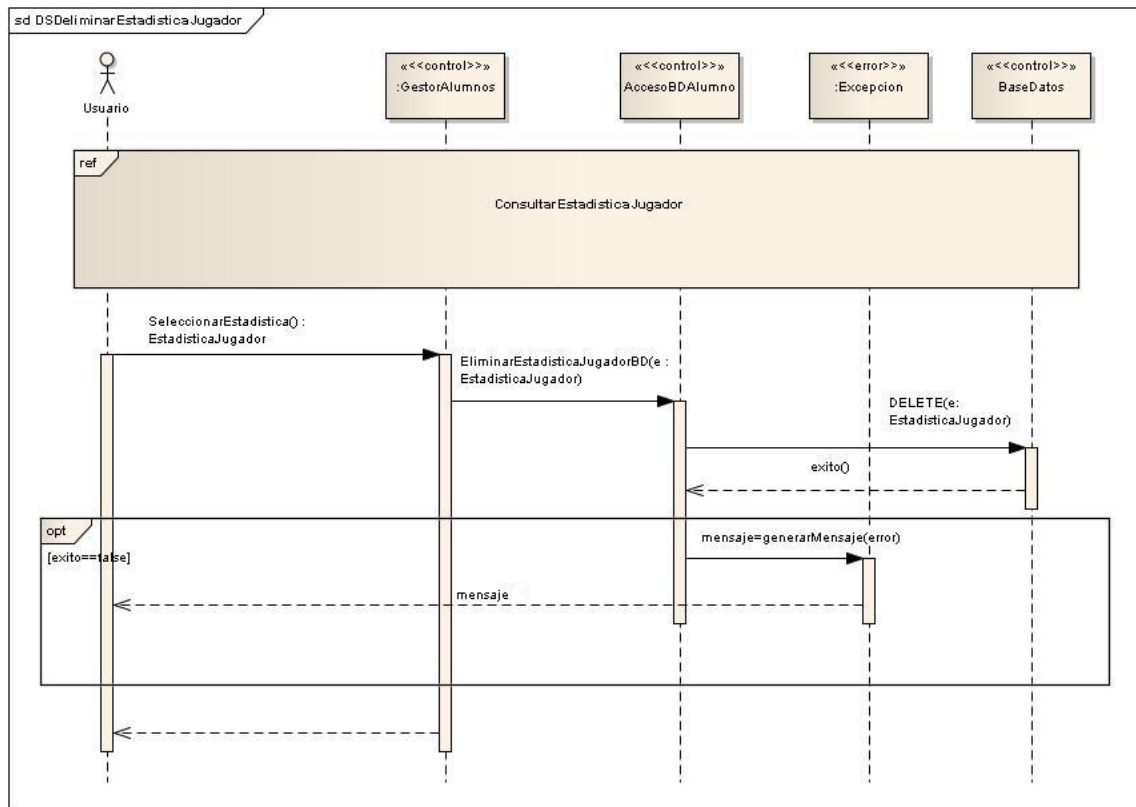 sd DSDeliminarEstadisticaJugador
Usuario
«<<control>>»
:GestorAlumnos
«<<control>>»
AccesoBDAlumno
«<<error>>»
:Excepcion
«<<control>>»
BaseDatos
ref
ConsultarEstadisticaJugador
SeleccionarEstadistica() :
EstadisticaJugador
EliminarEstadisticaJugadorBD(e :
EstadisticaJugador)
DELETE(e:
EstadisticaJugador)
exito()
opt
[exito==false]
mensaje=generarMensaje(error)
mensaje